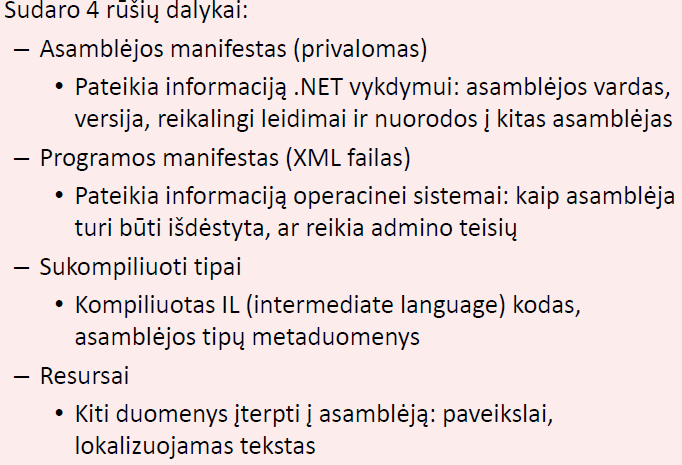 Sudaro 4 rūšių dalykai:
– Asamblėjos manifestas (privalomas)
• Pateikia informaciją .NET vykdymui: asamblėjos vardas,
versija, reikalingi leidimai ir nuorodos į kitas asamblėjas
– Programos manifestas (XML failas)
• Pateikia informaciją operacinei sistemai: kaip asamblėja
turi būti išdėstyta, ar reikia admino teisių
– Sukompiliuoti tipai
• Kompiliuotas IL (intermediate language) kodas,
asamblėjos tipų metaduomenys
– Resursai
• Kiti duomenys įterpti į asamblėją: paveikslai,
lokalizuojamas tekstas